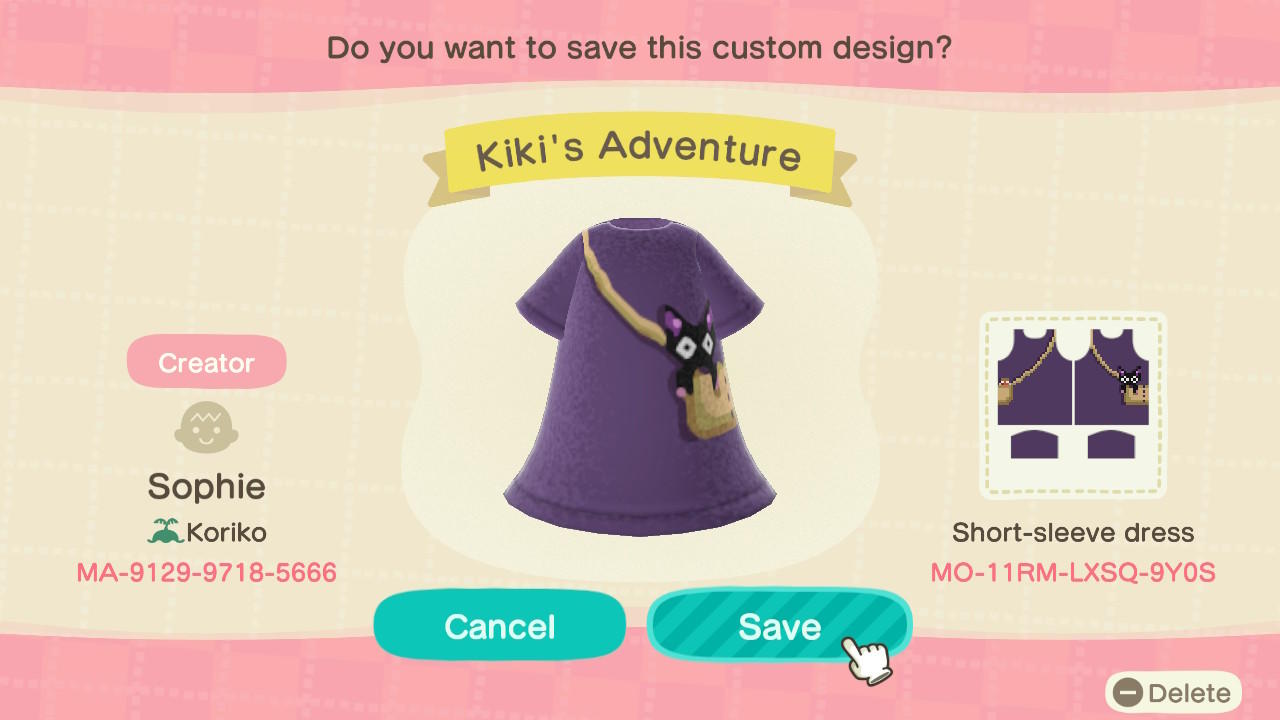 Do you want to save this custom design?
Kiki's Adventure
Creator
Sophie
Koriko
MA-9129-9718-5666
Short-sleeve dress
MO-11RM-LXSQ-9Y0S
Cancel
Save
Delete